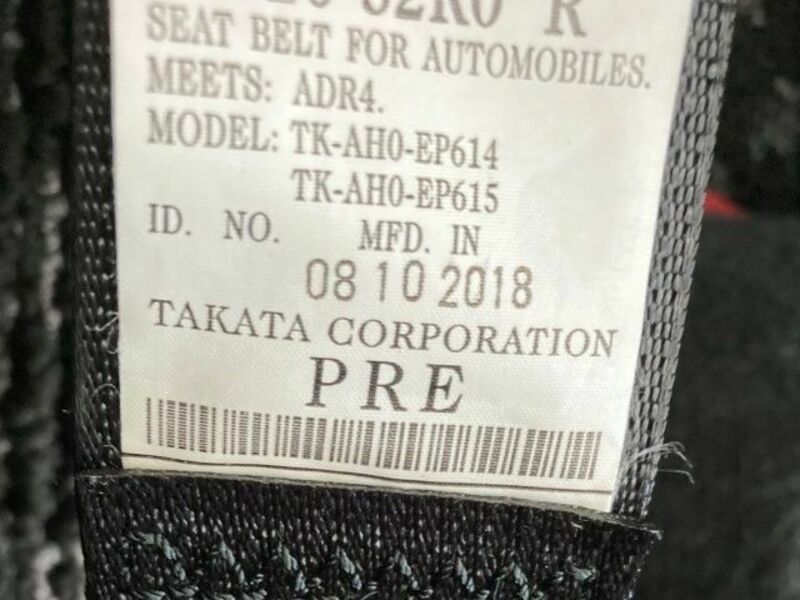 R
SEAT BELT FOR AUTOMOBILES.
MEETS: ADR4.
MODEL: TK-AH0-EP614
TK-AH0-EP615
ID. NO. MFD. IN
08 10 2018
TAKATA CORPORATION
PRE